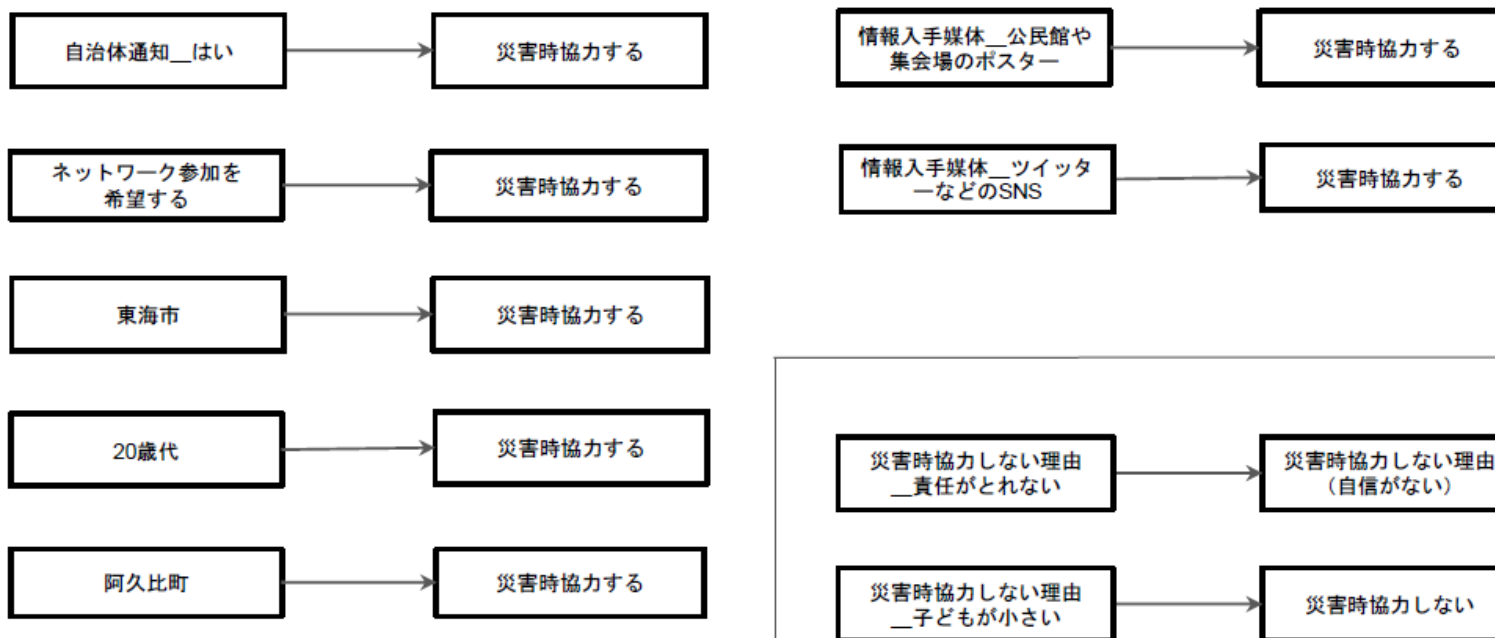 自治体通知__はい
災害時協力する
ネットワーク参加を
希望する
災害時協力する
東海市
災害時協力する
20歳代
災害時協力する
阿久比町
災害時協力する
情報入手媒体__公民館や
集会場のポスター
災害時協力する
情報入手媒体__ツイッタ
ーなどのSNS
災害時協力する
災害時協力しない理由
__責任がとれない
災害時協力しない理由
（自信がない）
災害時協力しない理由
__子どもが小さい
災害時協力しない